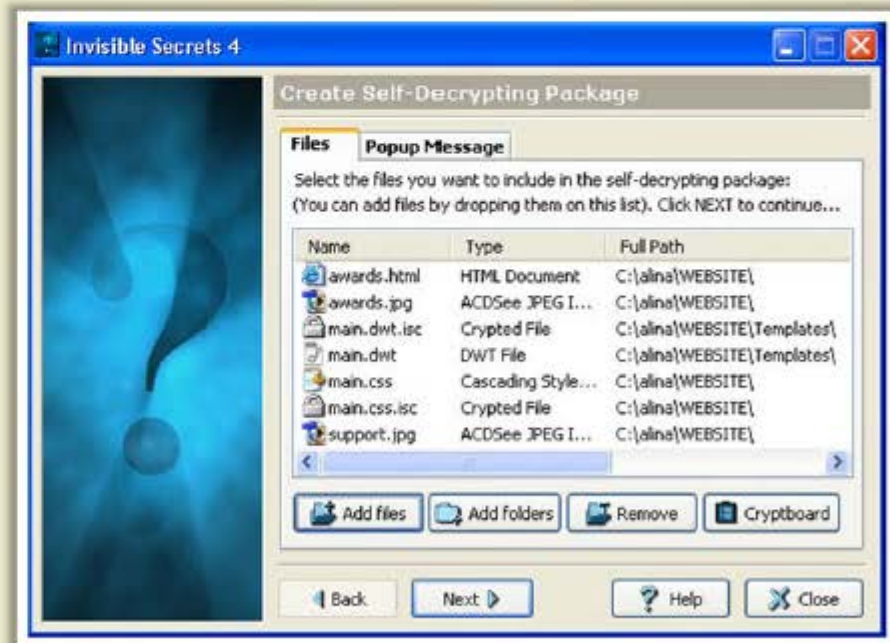 Invisible Secrets 4
Create Self-Decrypting Package
Files Popup Message
Select the files you want to include in the self-decrypting package:
(You can add files by dropping them on this list). Click NEXT to continue...
Name Type Full Path
awards.html HTML Document C:\alina\WEBSITE\
awards.jpg ACDSee JPEG I... C:\alina\WEBSITE\
main.dwt.isc Crypted File C:\alina\WEBSITE\Templates\
main.dwt DWT File C:\alina\WEBSITE\Templates\
main.css Cascading Style... C:\alina\WEBSITE\
main.css.isc Crypted File C:\alina\WEBSITE\
support.jpg ACDSee JPEG I... C:\alina\WEBSITE\
Add files Add folders Remove Cryptboard
Back Next Help Close